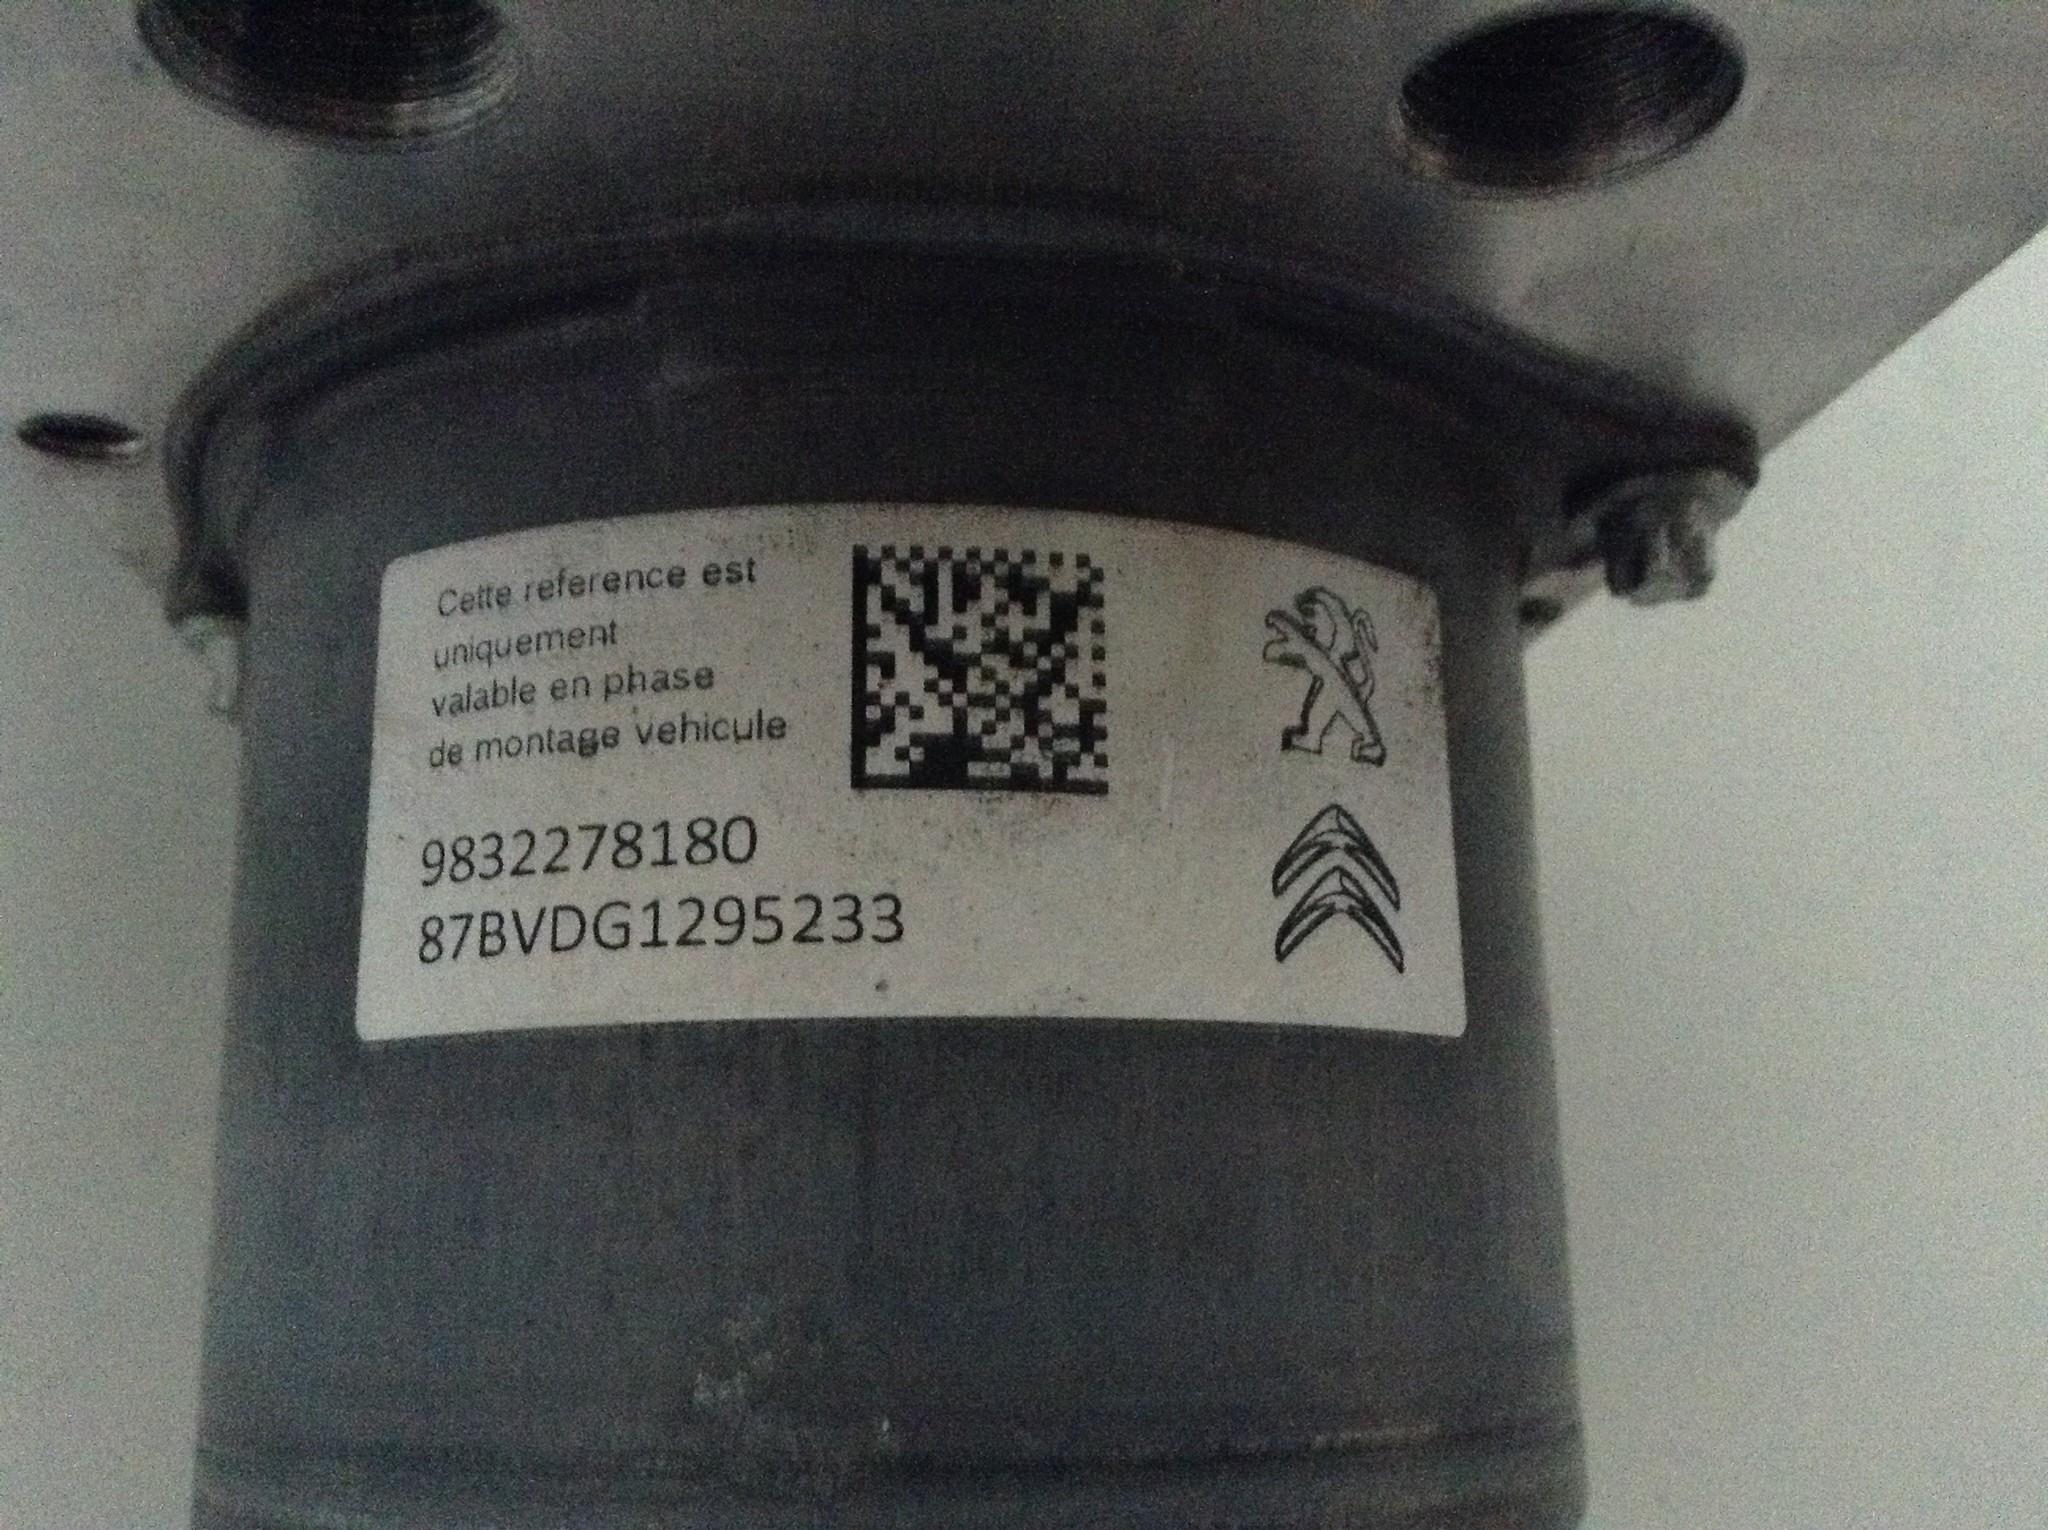 Cette reference est
uniquement
valable en phase
de montage vehicule
9832278180
87BVDG1295233